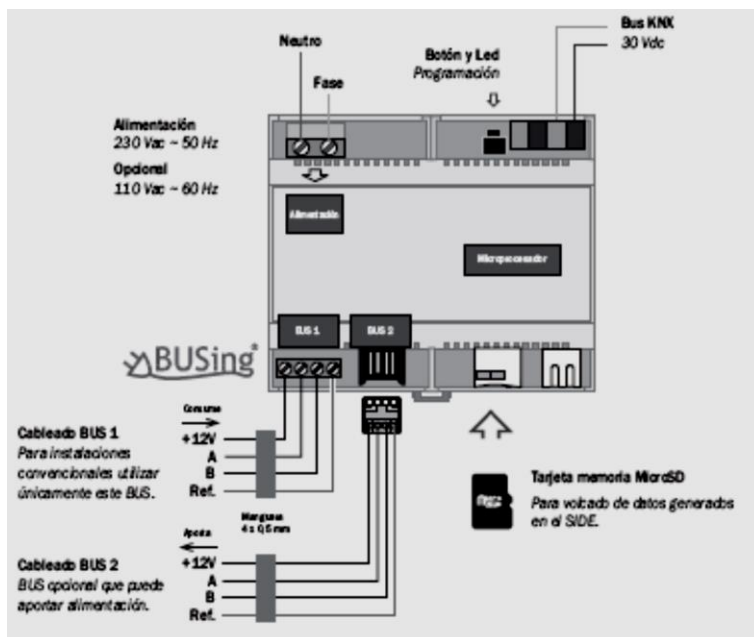 Neutro
Fase
Botón y Led
Programación
Bus KNX
30 Vdc
Alimentación
230 Vac ~ 50 Hz
Opcional
110 Vac ~ 60 Hz
Alimentación
Microprocesador
BUS 1
BUS 2
BUSing®
Consume
Cableado BUS 1
Para instalaciones
convencionales utilizar
únicamente este BUS.
+12V
A
B
Ref.
Manguera
4 x 0,5 mm
Aporta
Cableado BUS 2
BUS opcional que puede
aportar alimentación.
+12V
A
B
Ref.
Tarjeta memoria MicroSD
Para volcado de datos generados
en el SIDE.